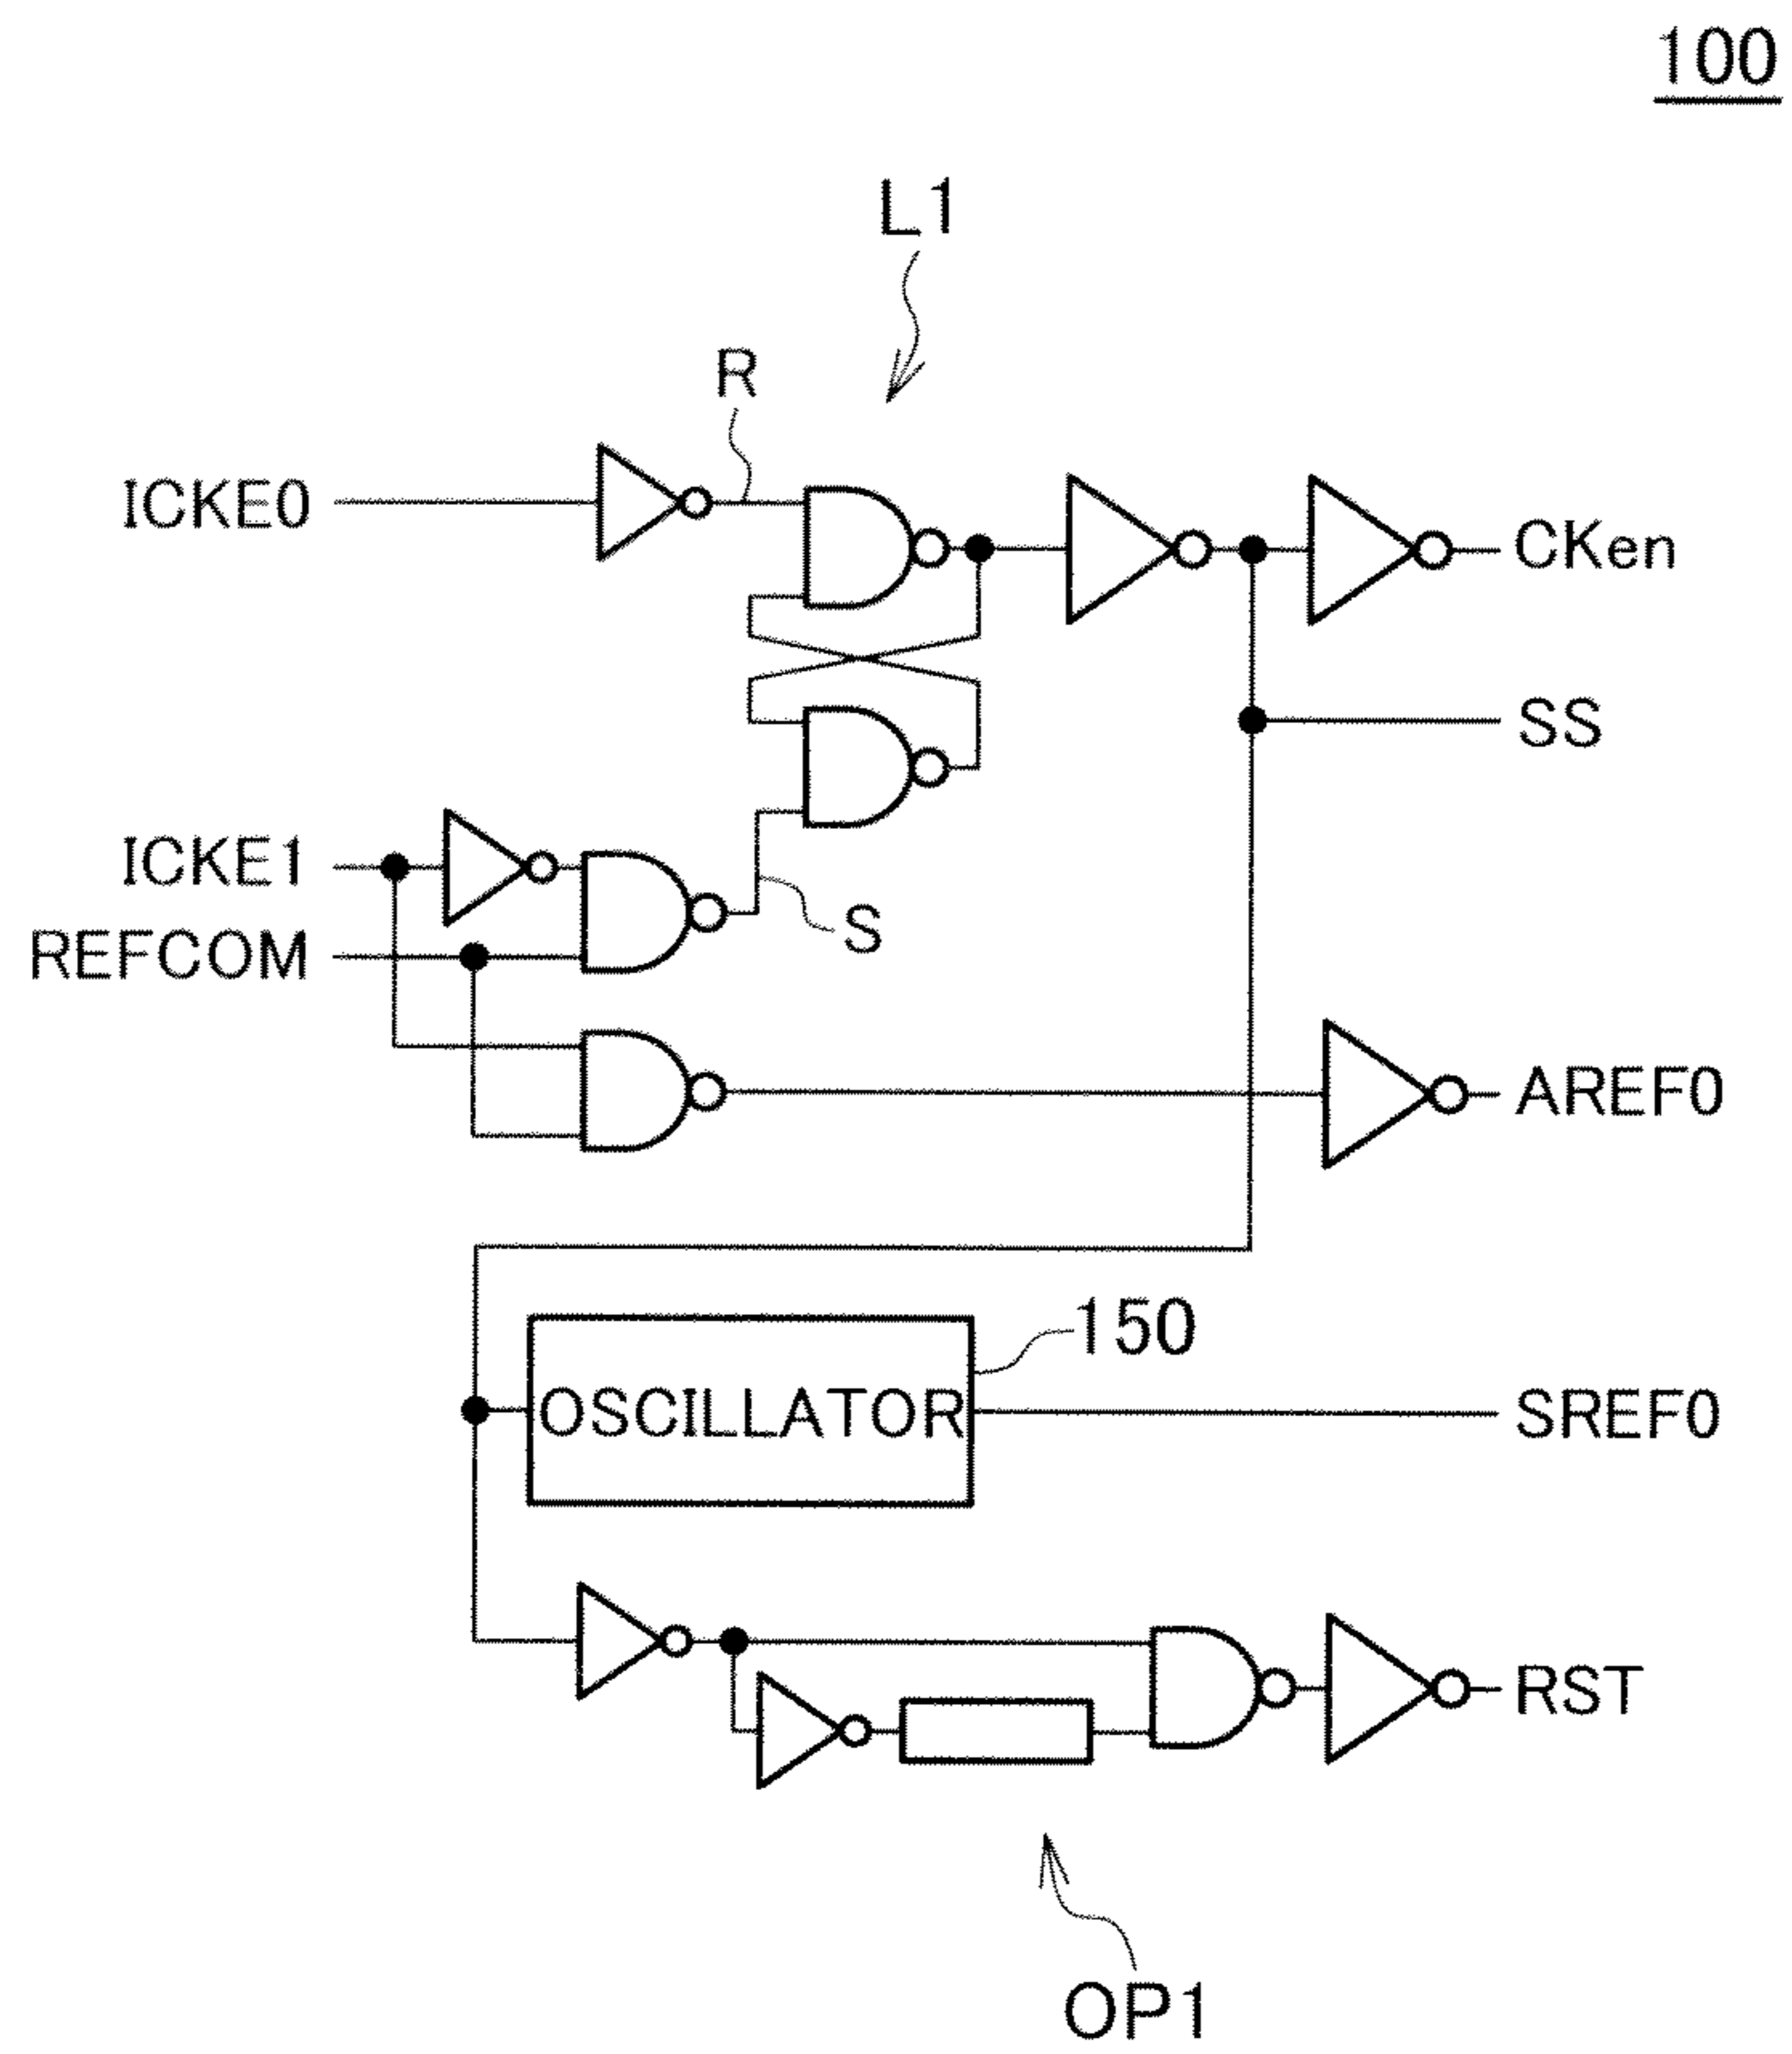 100
L1
R
ICKE0
CKen
SS
ICKE1
S
REFCOM
AREF0
150
OSCILLATOR
SREF0
RST
OP1